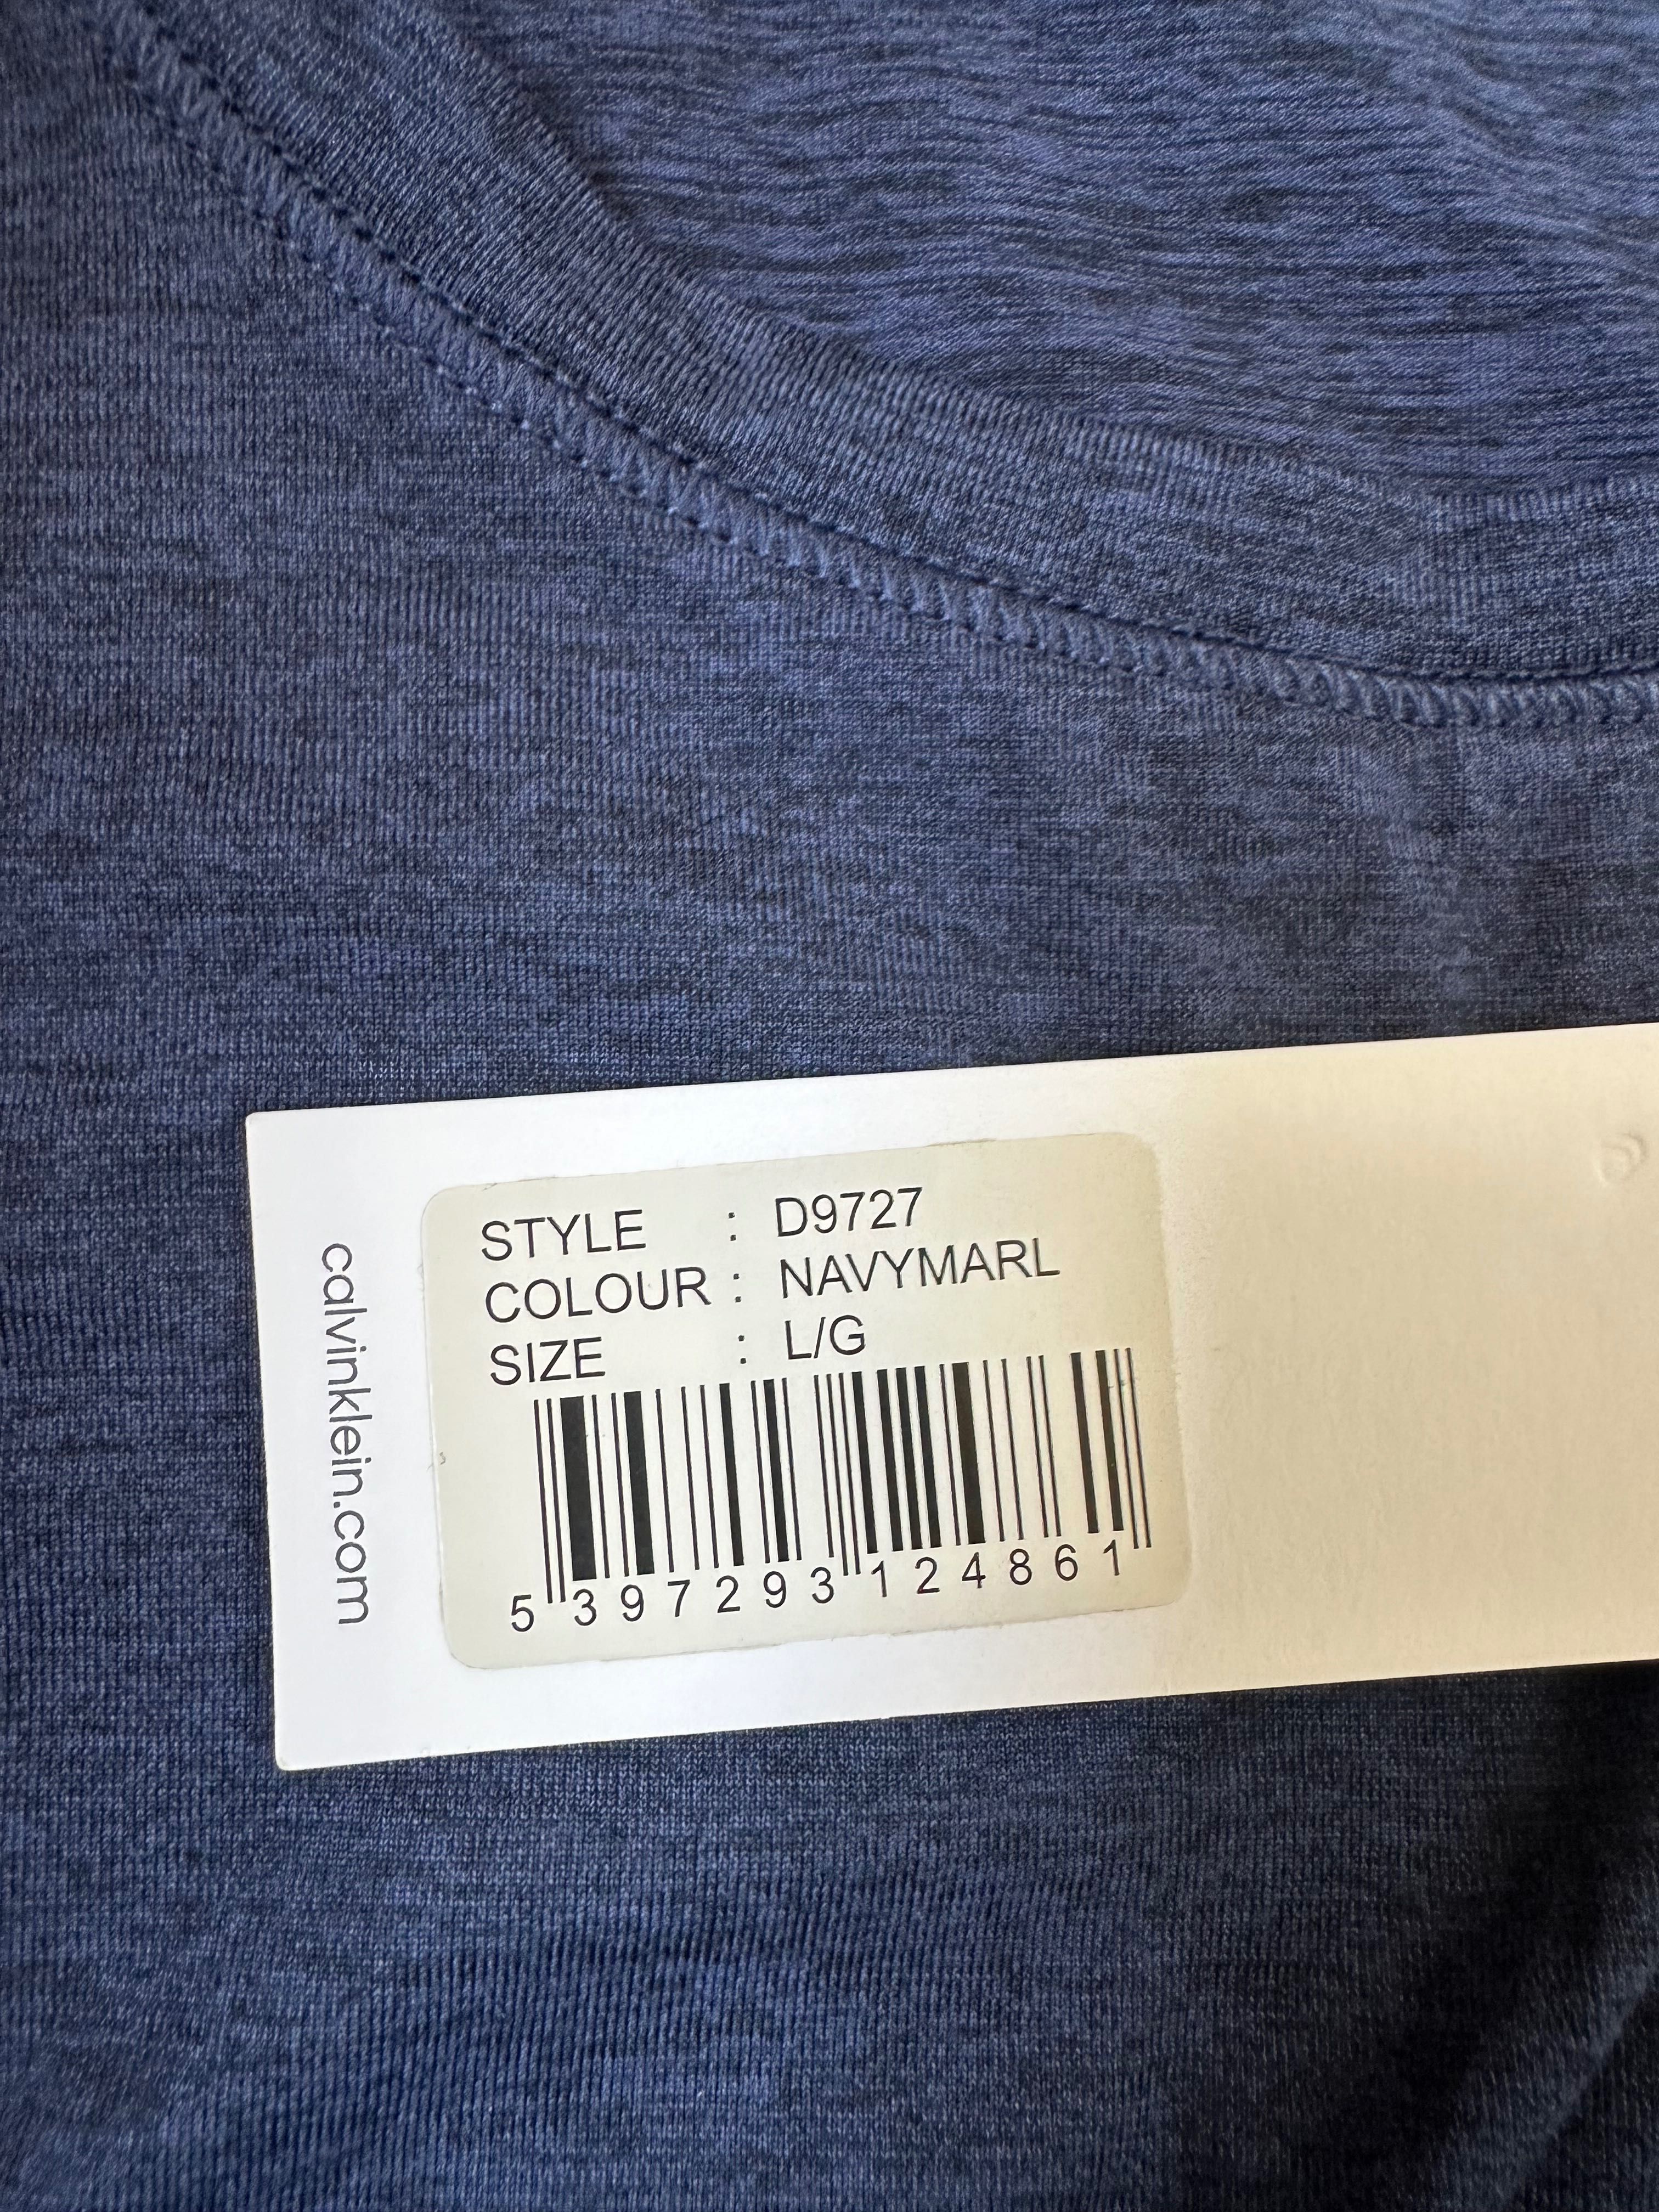 STYLE : D9727
COLOUR : NAVYMARL
SIZE : L/G
5 397293 124861
calvinklein.com